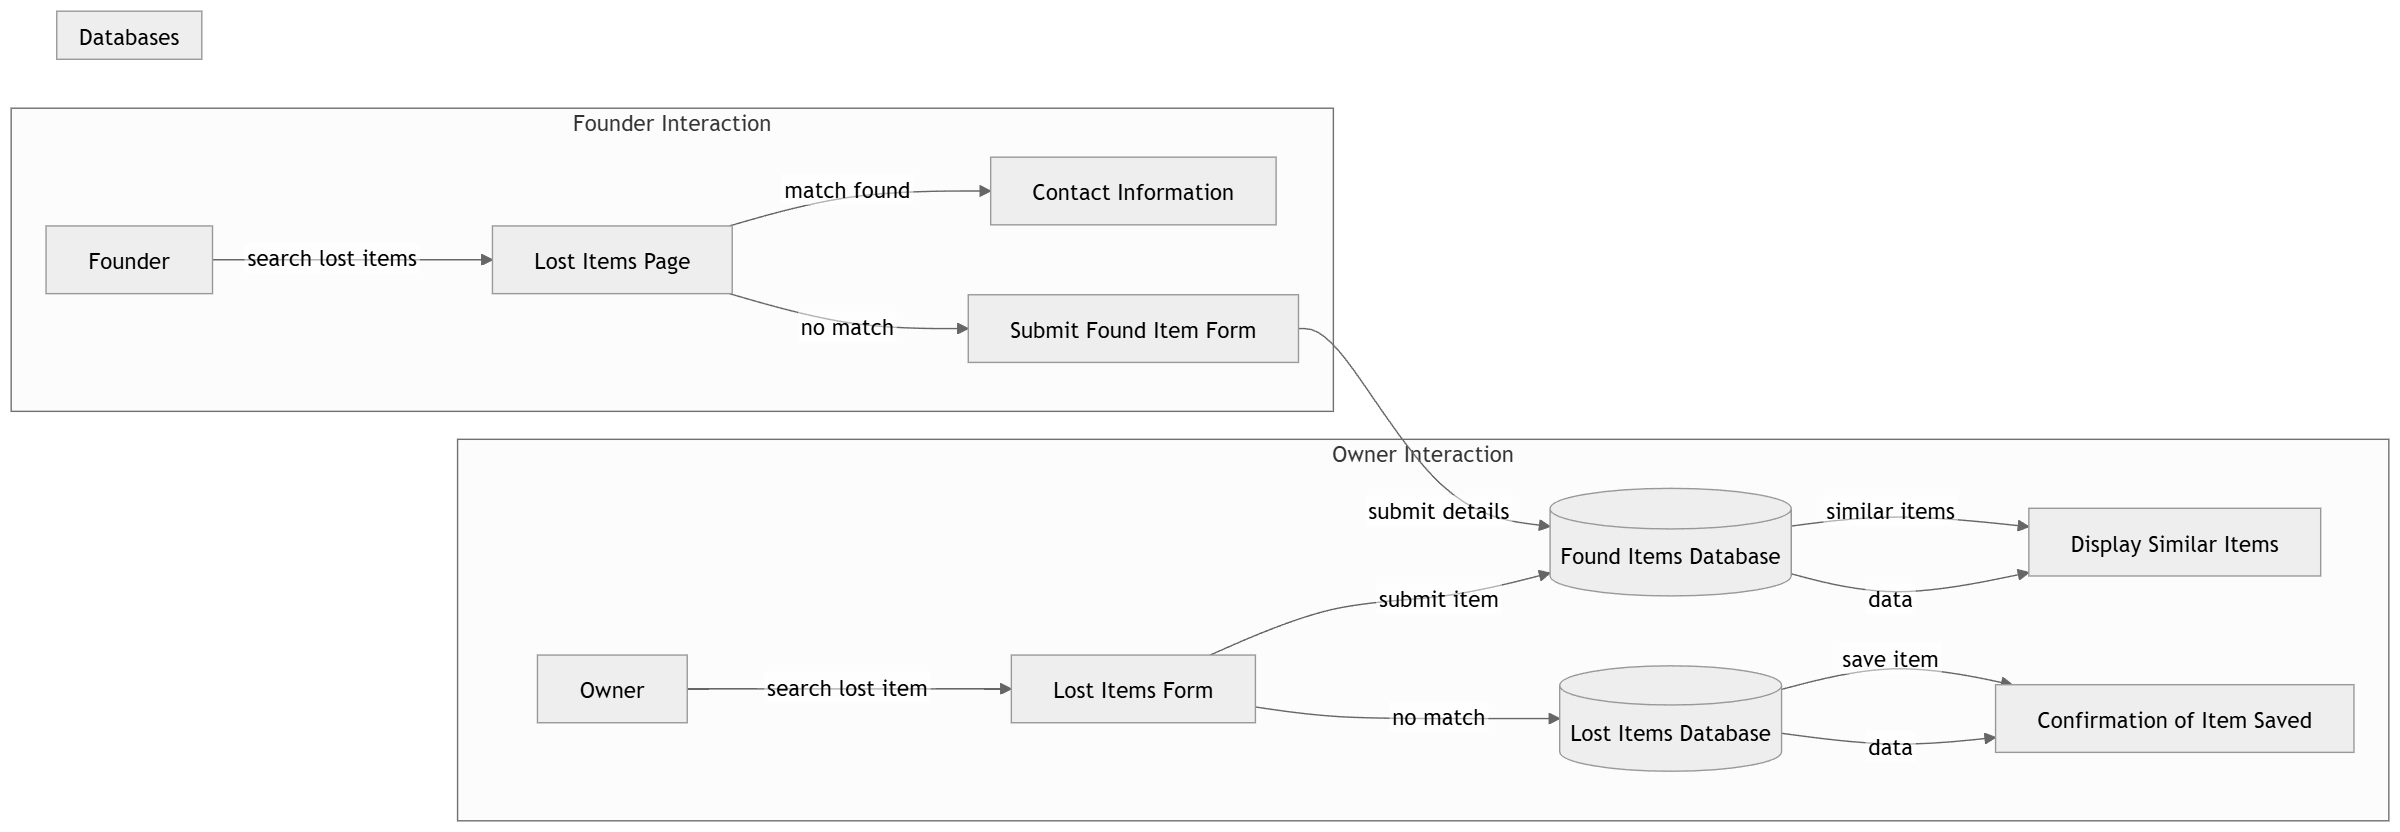 Databases
Founder Interaction
Founder
search lost items
Lost Items Page
match found
Contact Information
no match
Submit Found Item Form
Owner Interaction
submit details
Found Items Database
similar items
Display Similar Items
data
submit item
Owner
search lost item
Lost Items Form
no match
Lost Items Database
save item
Confirmation of Item Saved
data